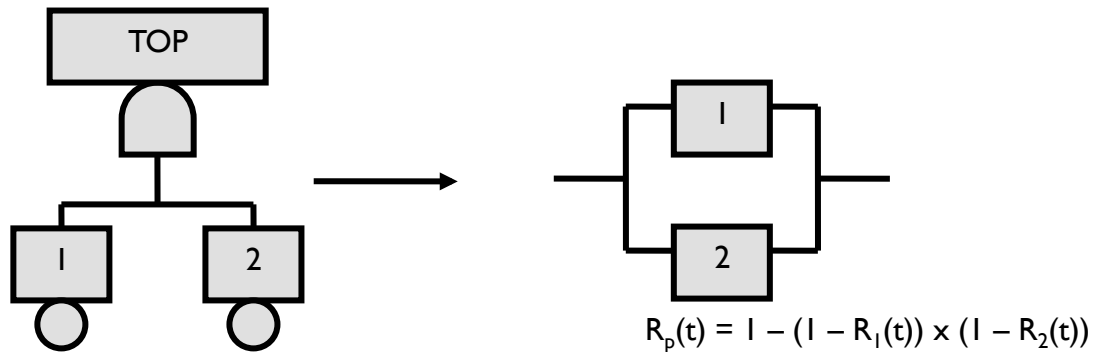 TOP
1
2
1
2
Rₚ(t) = 1 – (1 – R₁(t)) x (1 – R₂(t))